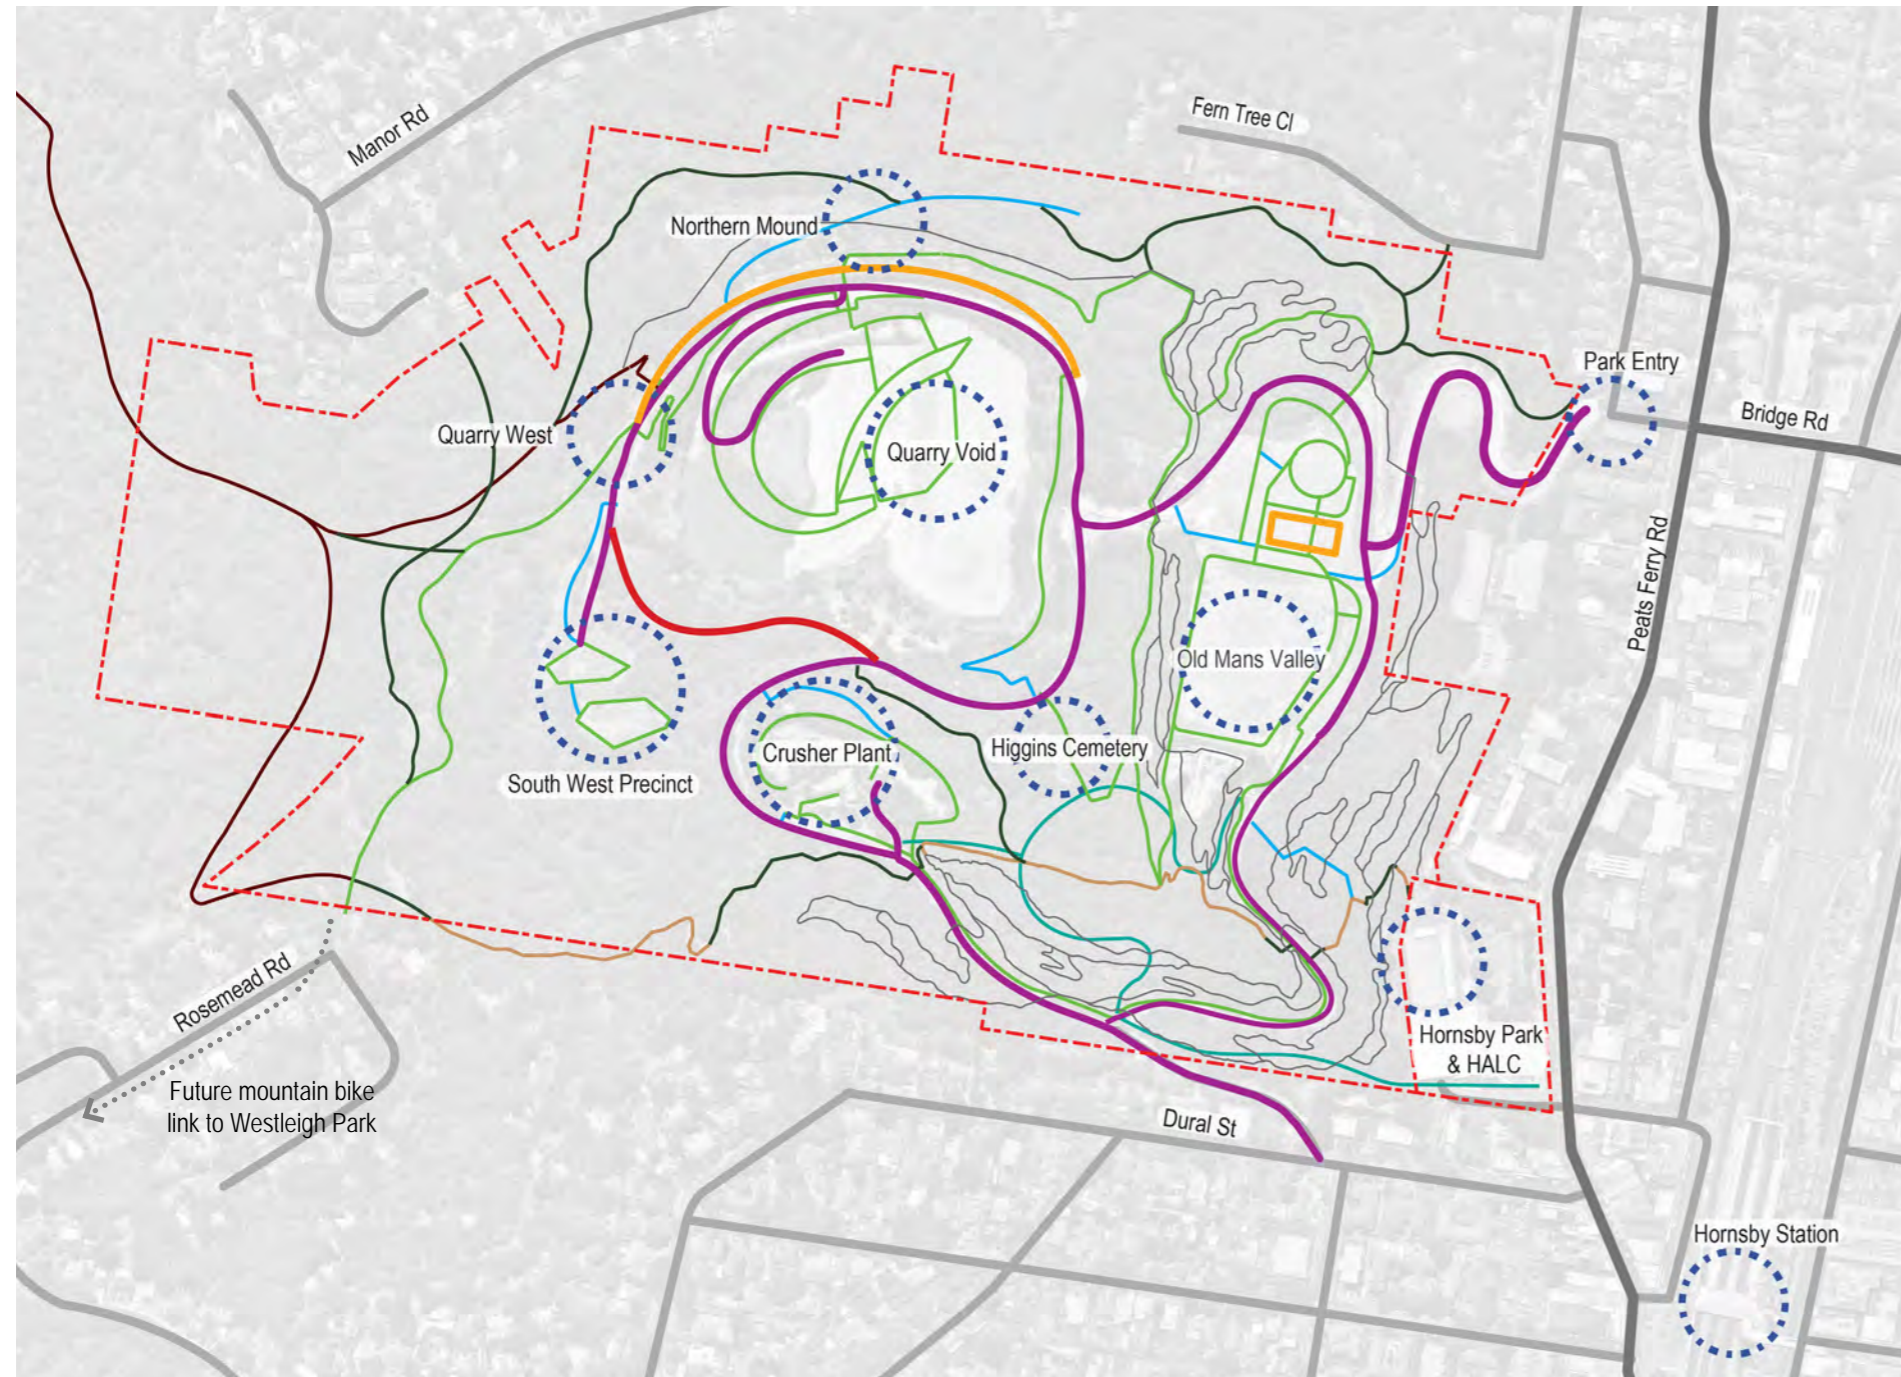 Manor Rd
Fern Tree Cl
Northern Mound
Park Entry
Bridge Rd
Quarry West
Quarry Void
Peats Ferry Rd
Old Mans Valley
Higgins Cemetery
Crusher Plant
South West Precinct
Rosemead Rd
Hornsby Park
& HALC
Future mountain bike
link to Westleigh Park
Dural St
Hornsby Station